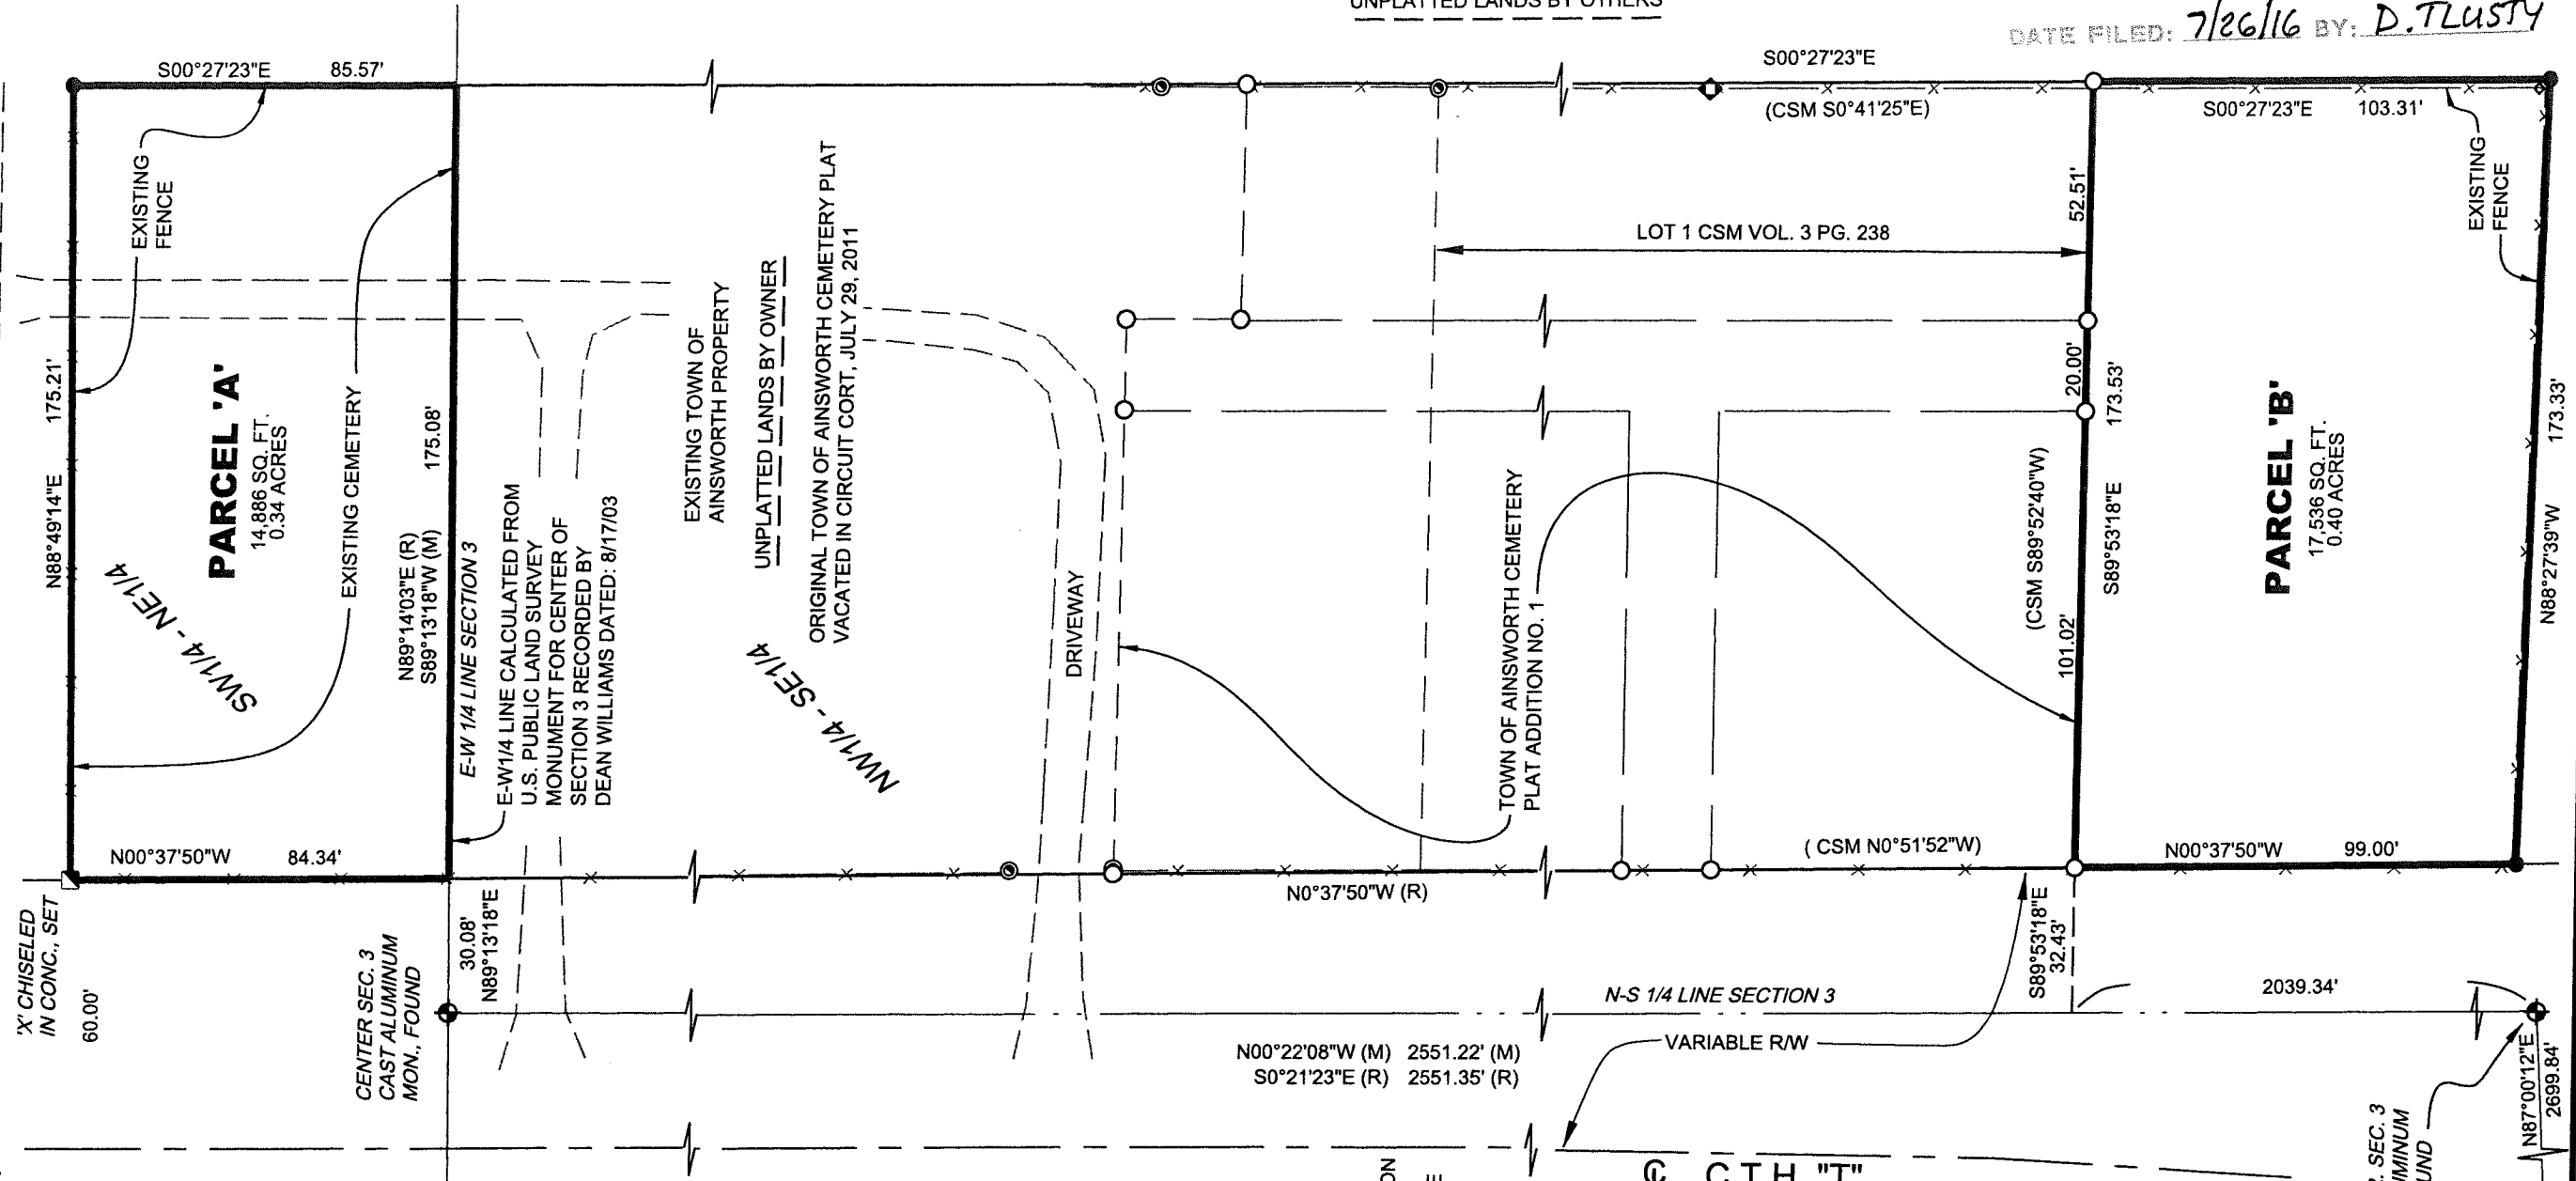 UNPLATTED LANDS BY OTHERS
DATE FILED: 7/26/16 BY: D. TLUSTY
S00°27'23"E 85.57'
S00°27'23"E
(CSM S0°41'25"E)
S00°27'23"E 103.31'
EXISTING
FENCE
N88°49'14"E 175.21'
PARCEL 'A'
14,886 SQ. FT.
0.34 ACRES
SW1/4 - NE1/4
EXISTING CEMETERY
175.08'
N89°14'03"E (R)
S89°13'18"W (M)
E-W 1/4 LINE SECTION 3
E-W1/4 LINE CALCULATED FROM
U.S. PUBLIC LAND SURVEY
MONUMENT FOR CENTER OF
SECTION 3 RECORDED BY
DEAN WILLIAMS DATED: 8/17/03
EXISTING TOWN OF
AINSWORTH PROPERTY
UNPLATTED LANDS BY OWNER
ORIGINAL TOWN OF AINSWORTH CEMETERY PLAT
VACATED IN CIRCUIT CORT, JULY 29, 2011
NW1/4 - SE1/4
DRIVEWAY
LOT 1 CSM VOL. 3 PG. 238
TOWN OF AINSWORTH CEMETERY
PLAT ADDITION NO. 1
52.51'
20.00'
101.02'
(CSM S89°52'40"W)
S89°53'18"E
173.53'
PARCEL 'B'
17,536 SQ. FT.
0.40 ACRES
EXISTING
FENCE
N88°27'39"W 173.33'
N00°37'50"W 84.34'
N0°37'50"W (R)
( CSM N0°51'52"W)
N00°37'50"W 99.00'
'X' CHISELED
IN CONC., SET
60.00'
CENTER SEC. 3
CAST ALUMINUM
MON., FOUND
30.08'
N89°13'18"E
S89°53'18"E
32.43'
N-S 1/4 LINE SECTION 3
2039.34'
VARIABLE R/W
N00°22'08"W (M) 2551.22' (M)
S0°21'23"E (R) 2551.35' (R)
N87°00'12"E
2699.84'
SEC. 3
C.T.H. "T"